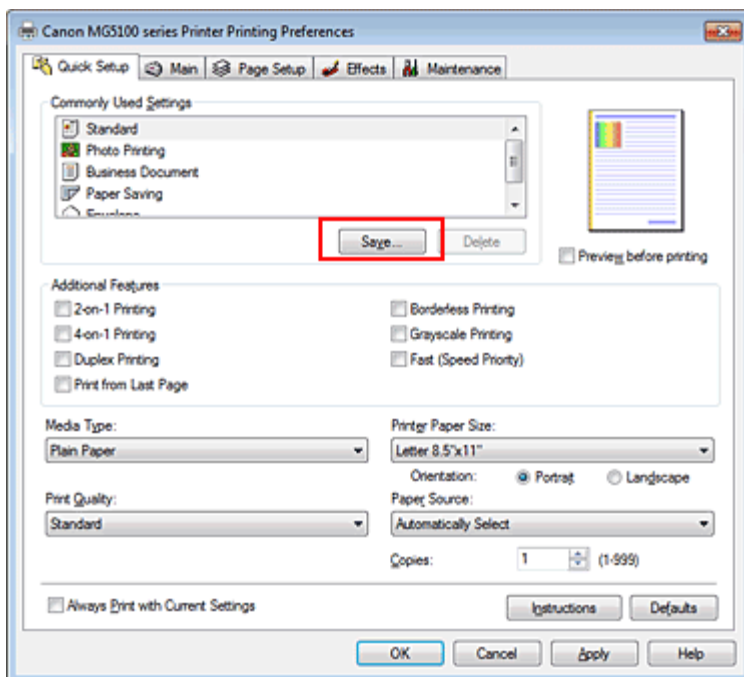 Canon MG5100 series Printer Printing Preferences
Quick Setup Main Page Setup Effects Maintenance
Commonly Used Settings
Standard
Photo Printing
Business Document
Paper Saving
Envelope
Save... Delete
Preview before printing
Additional Features
2-on-1 Printing
4-on-1 Printing
Duplex Printing
Print from Last Page
Borderless Printing
Grayscale Printing
Fast (Speed Priority)
Media Type:
Plain Paper
Printer Paper Size:
Letter 8.5"x11"
Orientation: Portrait Landscape
Print Quality:
Standard
Paper Source:
Automatically Select
Copies: 1 (1-999)
Always Print with Current Settings
Instructions Defaults
OK Cancel Apply Help